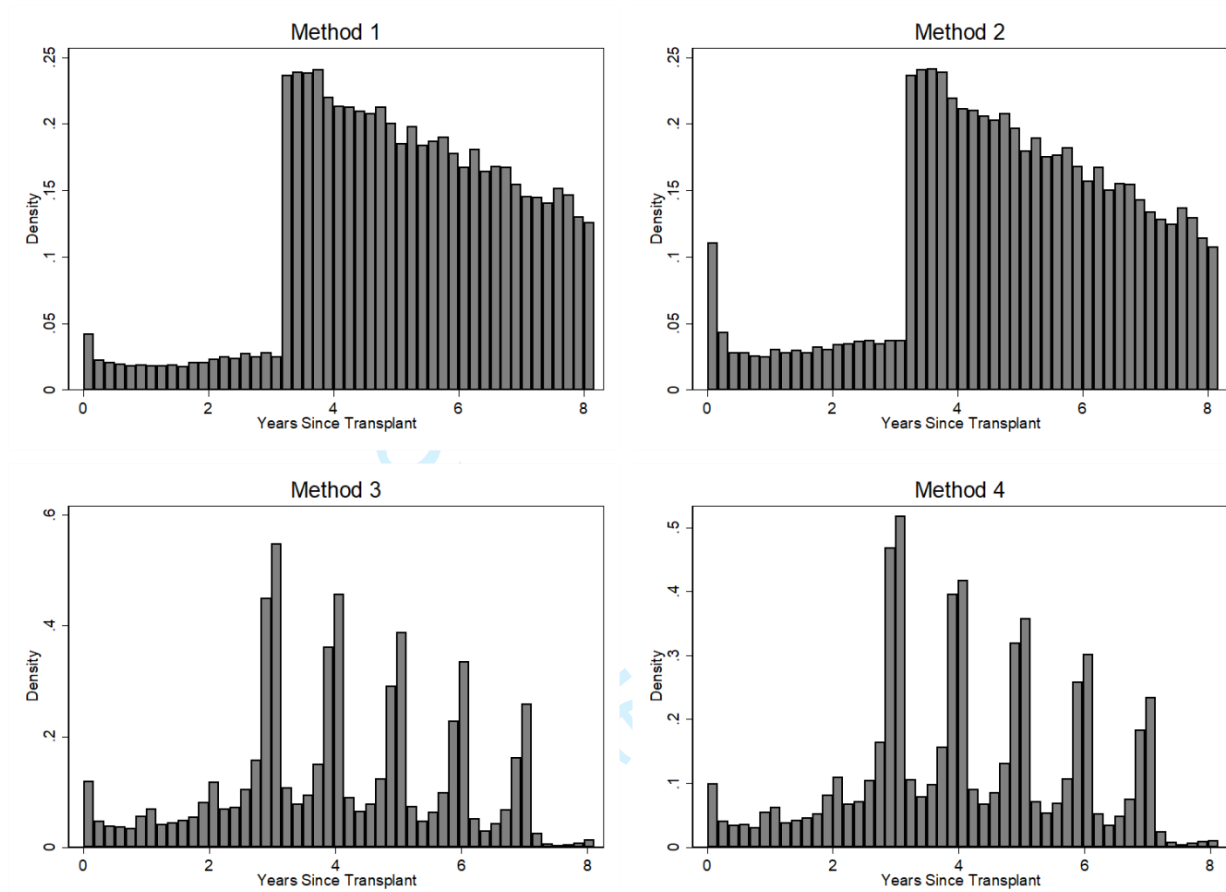 Method 1
Density
0 .05 .1 .15 .2 .25
0 2 4 6 8
Years Since Transplant
Method 2
Density
0 .05 .1 .15 .2 .25
0 2 4 6 8
Years Since Transplant
Method 3
Density
0 .2 .4 .6
0 2 4 6 8
Years Since Transplant
Method 4
Density
0 .1 .2 .3 .4 .5
0 2 4 6 8
Years Since Transplant